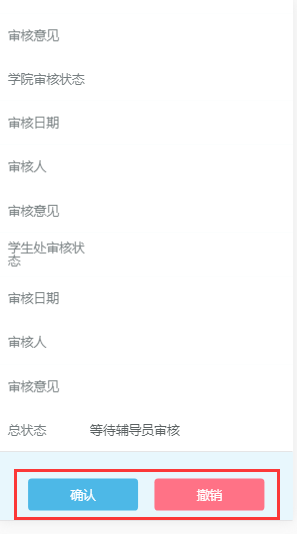 审核意见
学院审核状态
审核日期
审核人
审核意见
学生处审核状
态
审核日期
审核人
审核意见
总状态 等待辅导员审核
确认 撤销